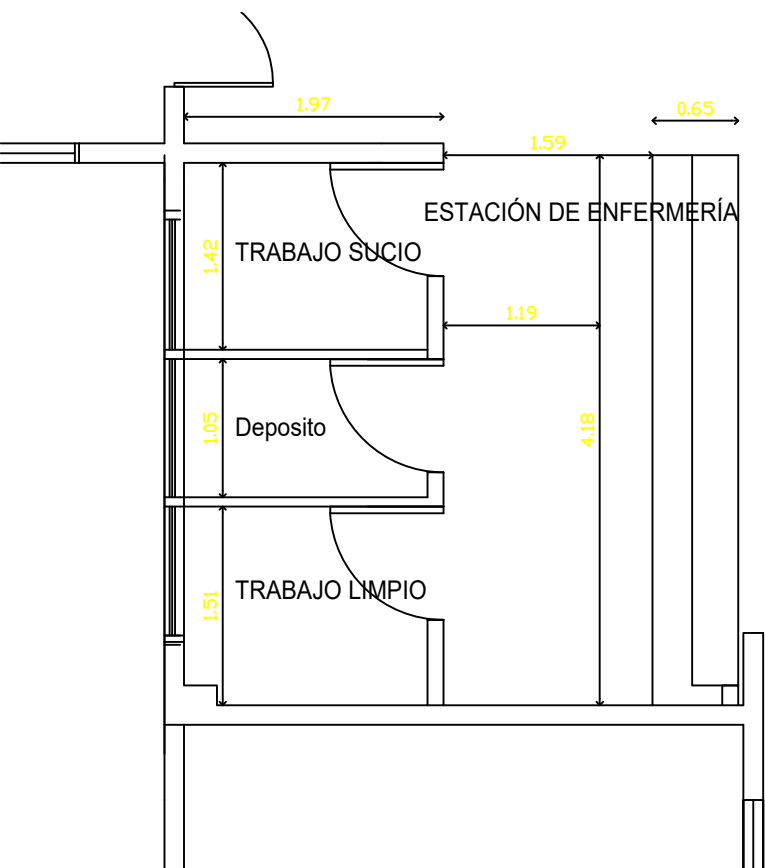 1.97
0.65
1.59
ESTACIÓN DE ENFERMERÍA
1.42
TRABAJO SUCIO
1.19
1.05
Deposito
4.18
1.51
TRABAJO LIMPIO